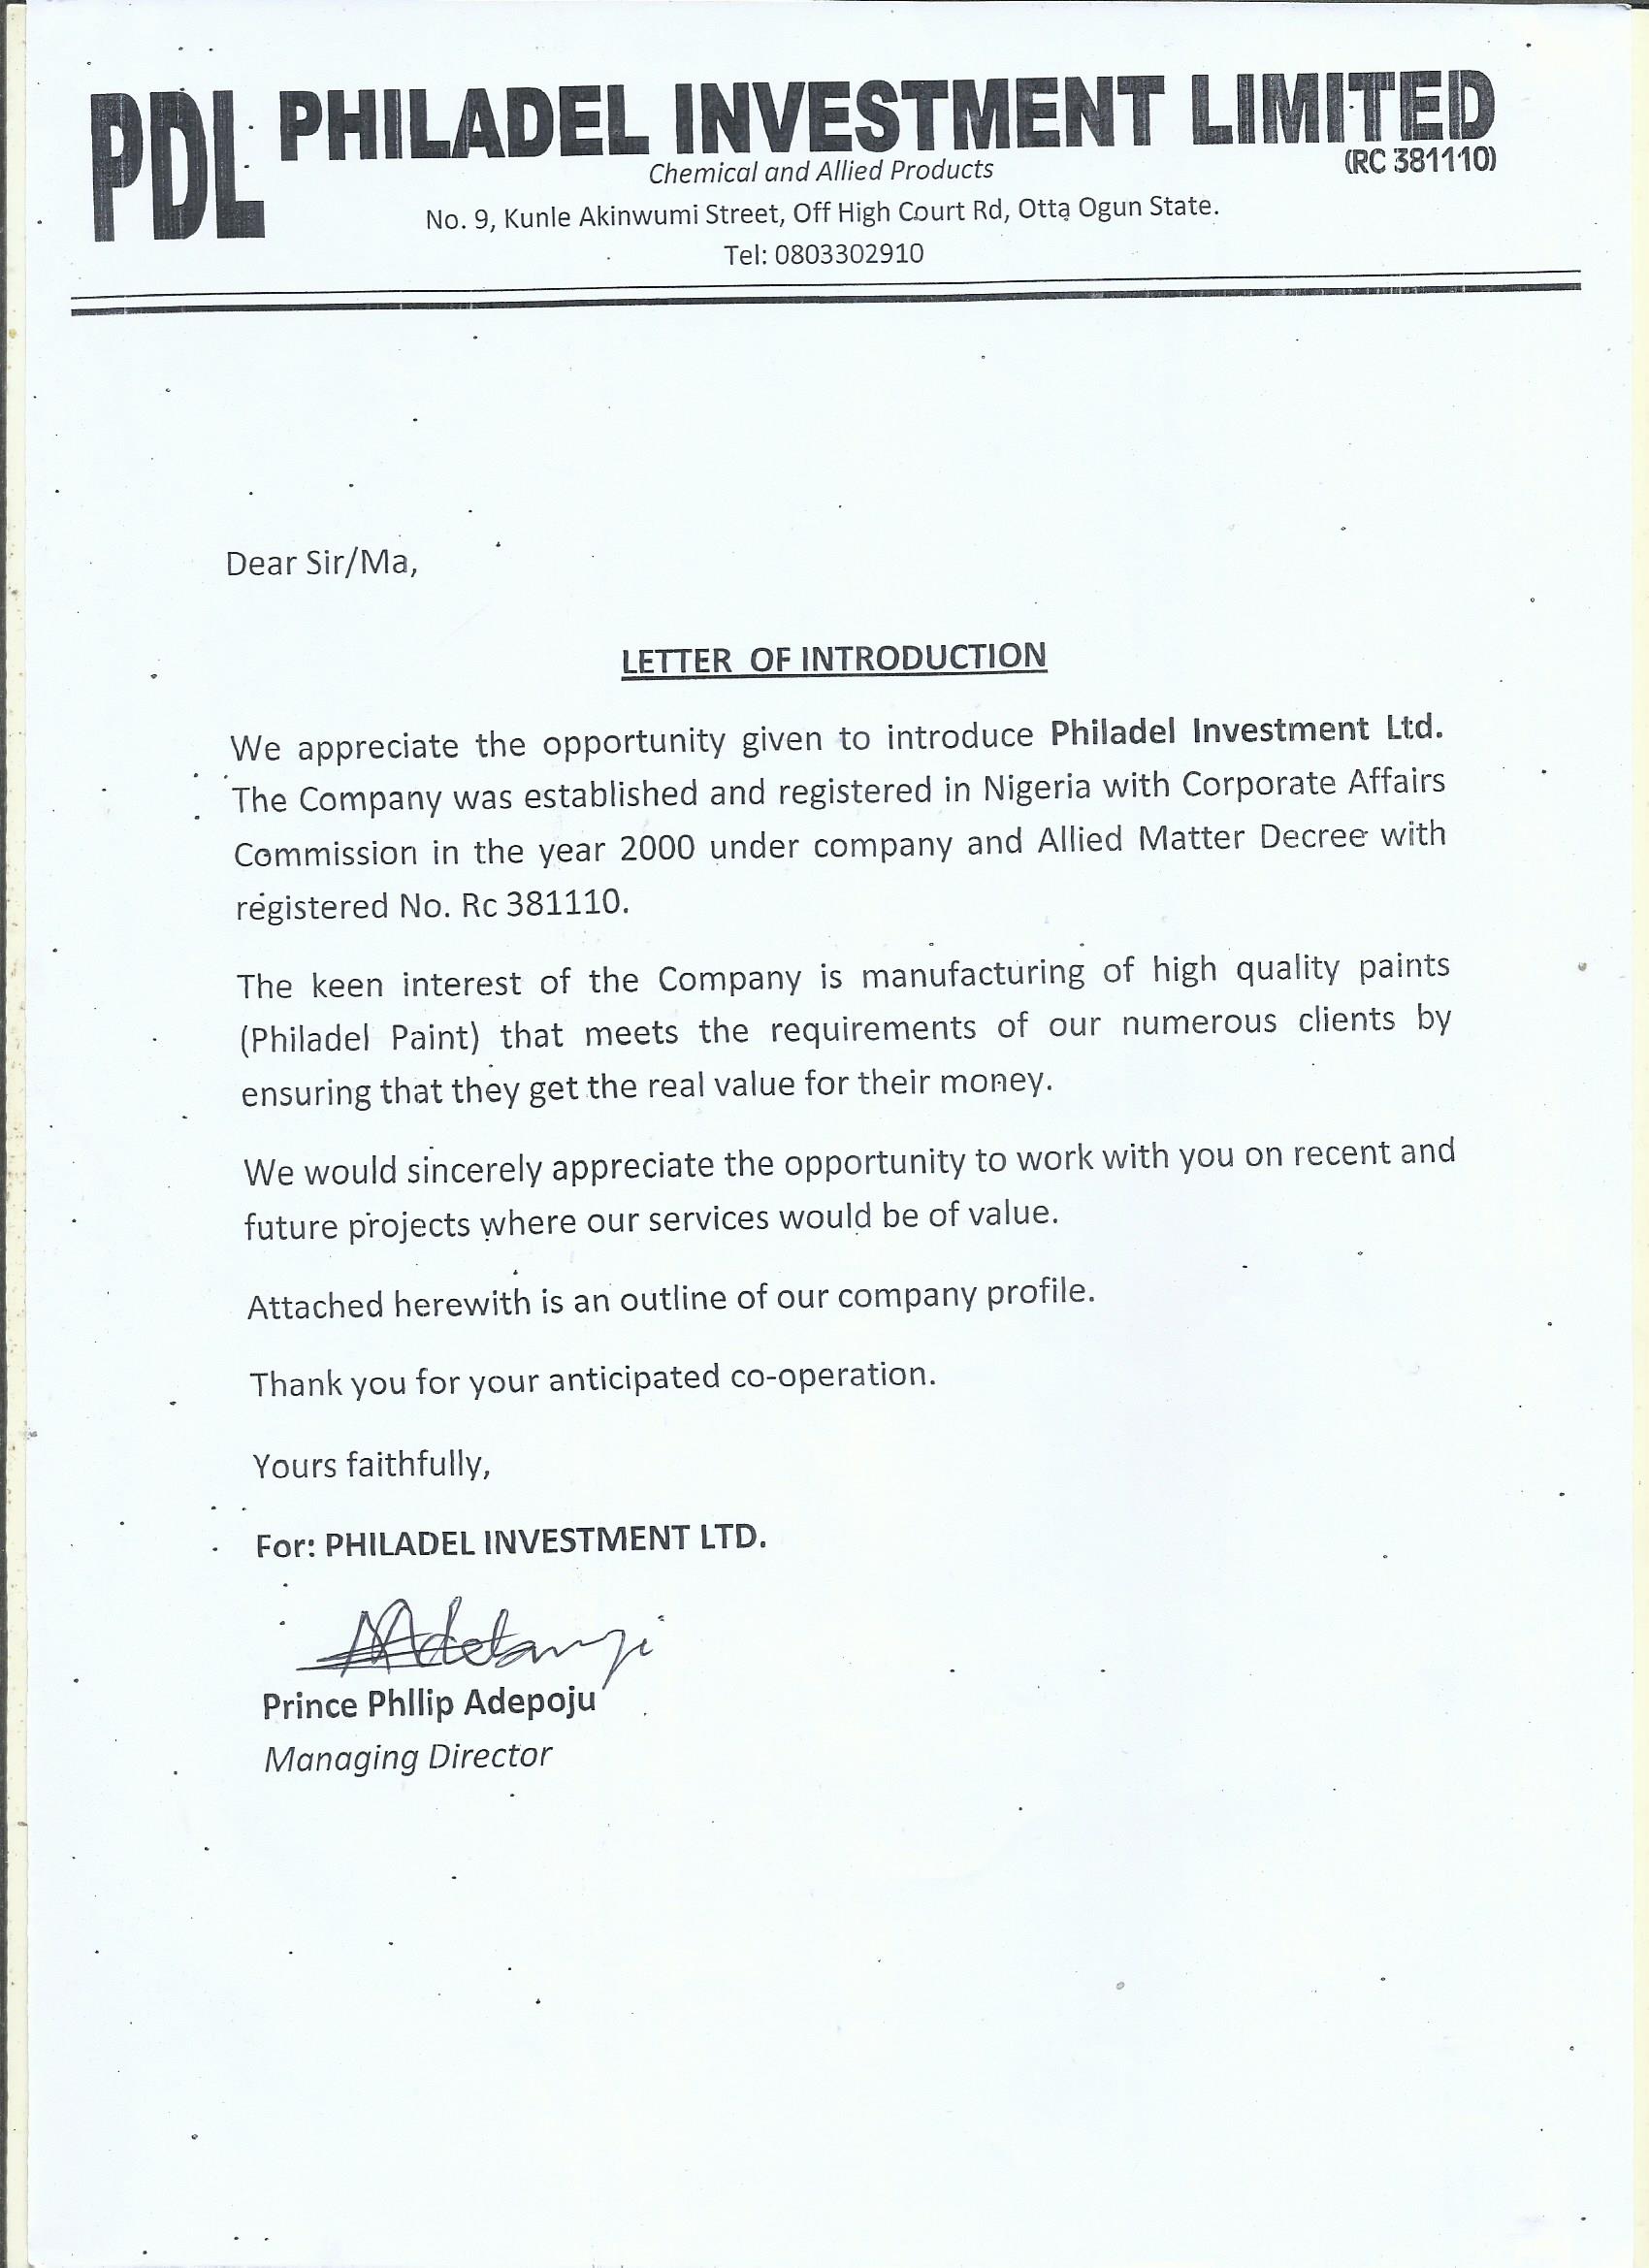 PDL PHILADEL INVESTMENT LIMITED
(RC 381110)
Chemical and Allied Products
No. 9, Kunle Akinwumi Street, Off High Court Rd, Otta Ogun State.
Tel: 0803302910
Dear Sir/Ma,
LETTER OF INTRODUCTION
We appreciate the opportunity given to introduce Philadel Investment Ltd.
The Company was established and registered in Nigeria with Corporate Affairs
Commission in the year 2000 under company and Allied Matter Decree with
registered No. Rc 381110.
The keen interest of the Company is manufacturing of high quality paints
(Philadel Paint) that meets the requirements of our numerous clients by
ensuring that they get the real value for their money.
We would sincerely appreciate the opportunity to work with you on recent and
future projects where our services would be of value.
Attached herewith is an outline of our company profile.
Thank you for your anticipated co-operation.
Yours faithfully,
For: PHILADEL INVESTMENT LTD.
Prince Phllip Adepoju
Managing Director